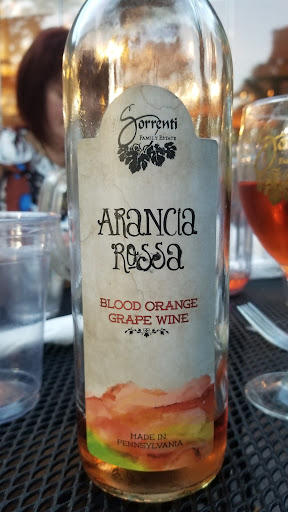 Sorrenti
FAMILY ESTATE
ARANCIA
ROSSA
BLOOD ORANGE
GRAPE WINE
MADE IN
PENNSYLVANIA